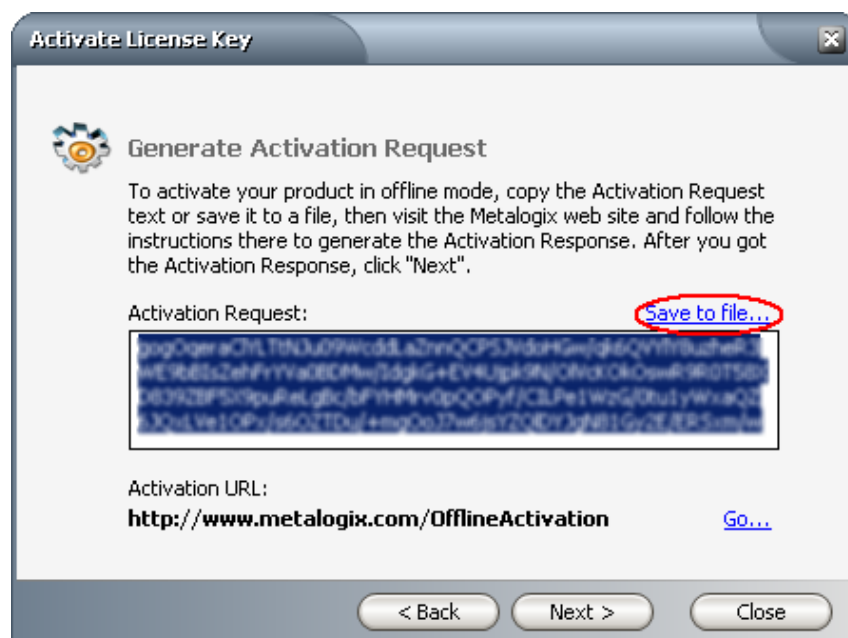 Activate License Key
Generate Activation Request
To activate your product in offline mode, copy the Activation Request
text or save it to a file, then visit the Metalogix web site and follow the
instructions there to generate the Activation Response. After you got
the Activation Response, click "Next".
Activation Request:
Save to file...
Activation URL:
http://www.metalogix.com/OfflineActivation
Go...
< Back
Next >
Close